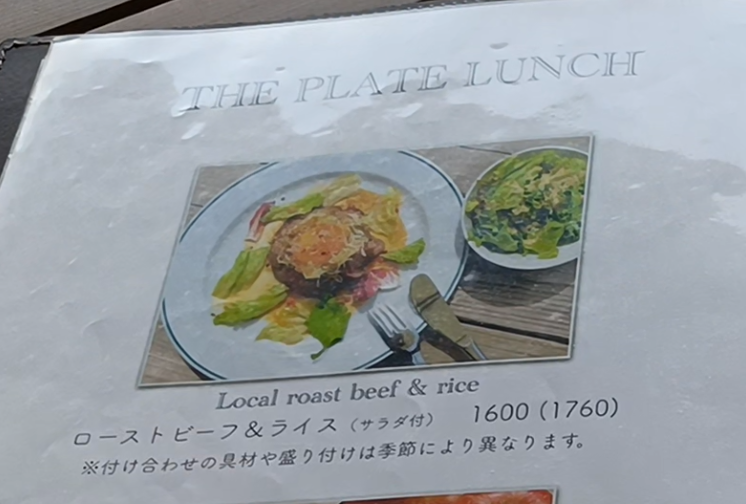 THE PLATE LUNCH
Local roast beef & rice
ローストビーフ＆ライス（サラダ付） 1600 (1760)
※付け合わせの具材や盛り付けは季節により異なります。